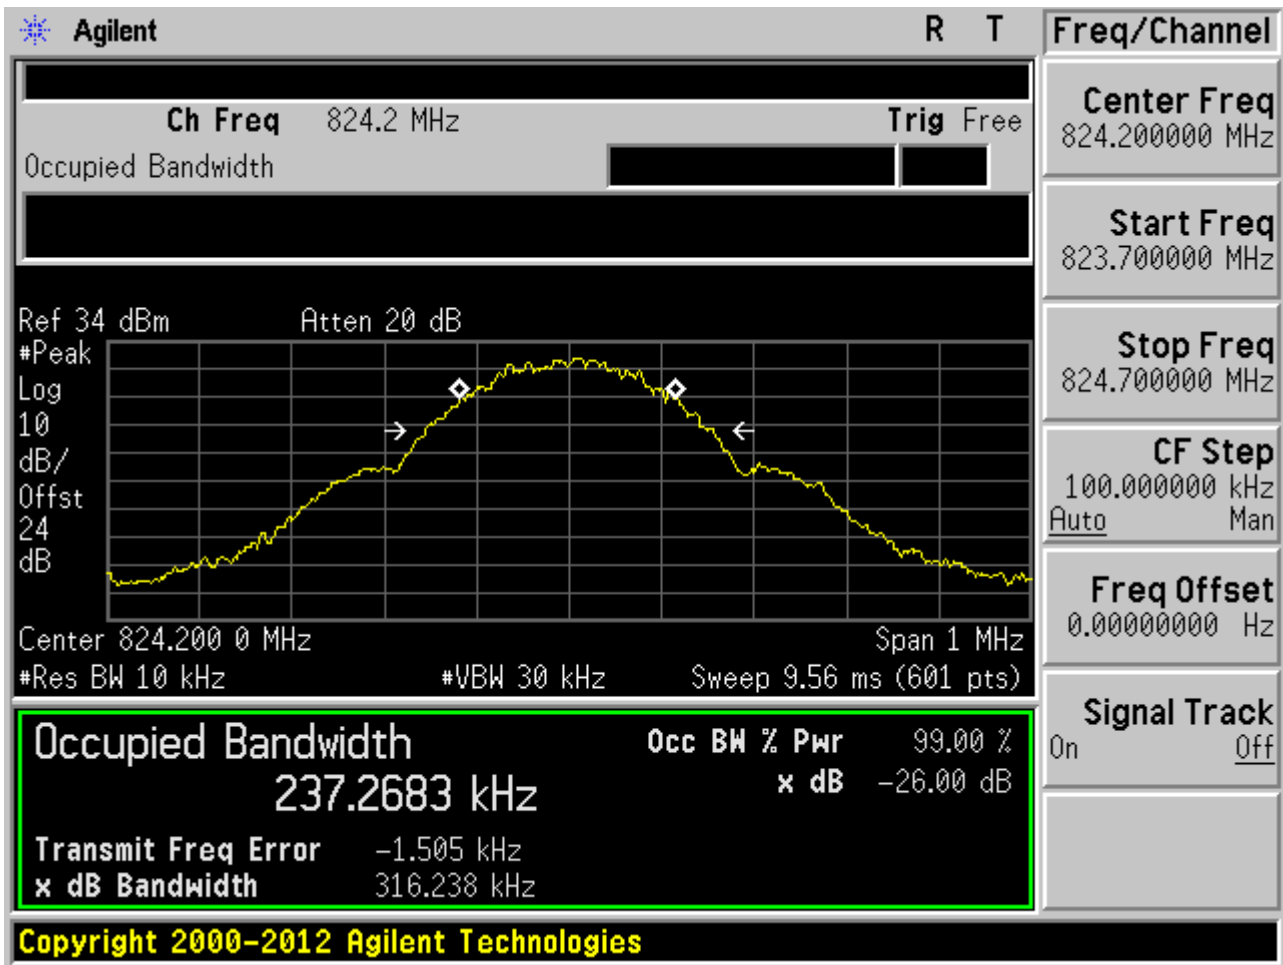 Agilent R T Freq/Channel
Ch Freq 824.2 MHz Trig Free
Occupied Bandwidth
Center Freq
824.200000 MHz
Start Freq
823.700000 MHz
Stop Freq
824.700000 MHz
CF Step
100.000000 kHz
Auto Man
Freq Offset
0.00000000 Hz
Signal Track
On Off
Ref 34 dBm Atten 20 dB
#Peak
Log
10
dB/
Offst
24
dB
Center 824.200 0 MHz Span 1 MHz
#Res BW 10 kHz #VBW 30 kHz Sweep 9.56 ms (601 pts)
Occupied Bandwidth Occ BW % Pwr 99.00 %
237.2683 kHz x dB -26.00 dB
Transmit Freq Error -1.505 kHz
x dB Bandwidth 316.238 kHz
Copyright 2000-2012 Agilent Technologies